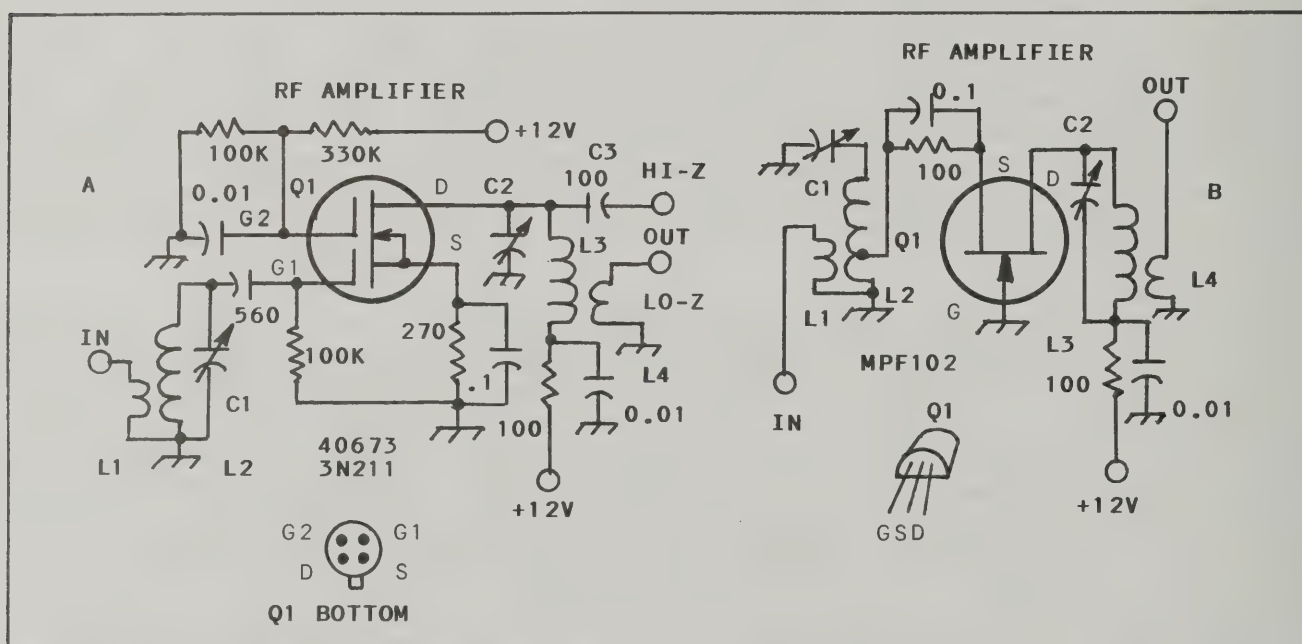 RF AMPLIFIER
+12V
100K
330K
A
0.01
Q1
D
C2
C3
100
HI-Z
G2
S
L3
OUT
G1
560
LO-Z
IN
270
100K
.1
C1
L4
100
0.01
L1
L2
40673
3N211
+12V
G2
G1
D
S
Q1 BOTTOM
RF AMPLIFIER
OUT
0.1
C2
100
S
D
C1
B
Q1
L2
L4
L1
G
L3
MPF102
100
IN
Q1
0.01
+12V
GSD